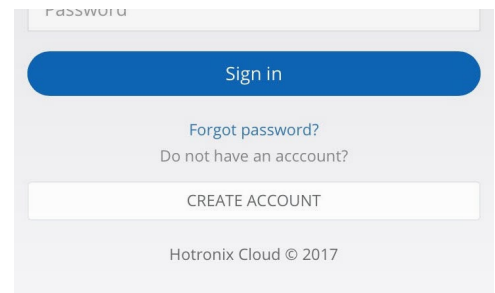 Password
Sign in
Forgot password?
Do not have an acccount?
CREATE ACCOUNT
Hotronix Cloud © 2017